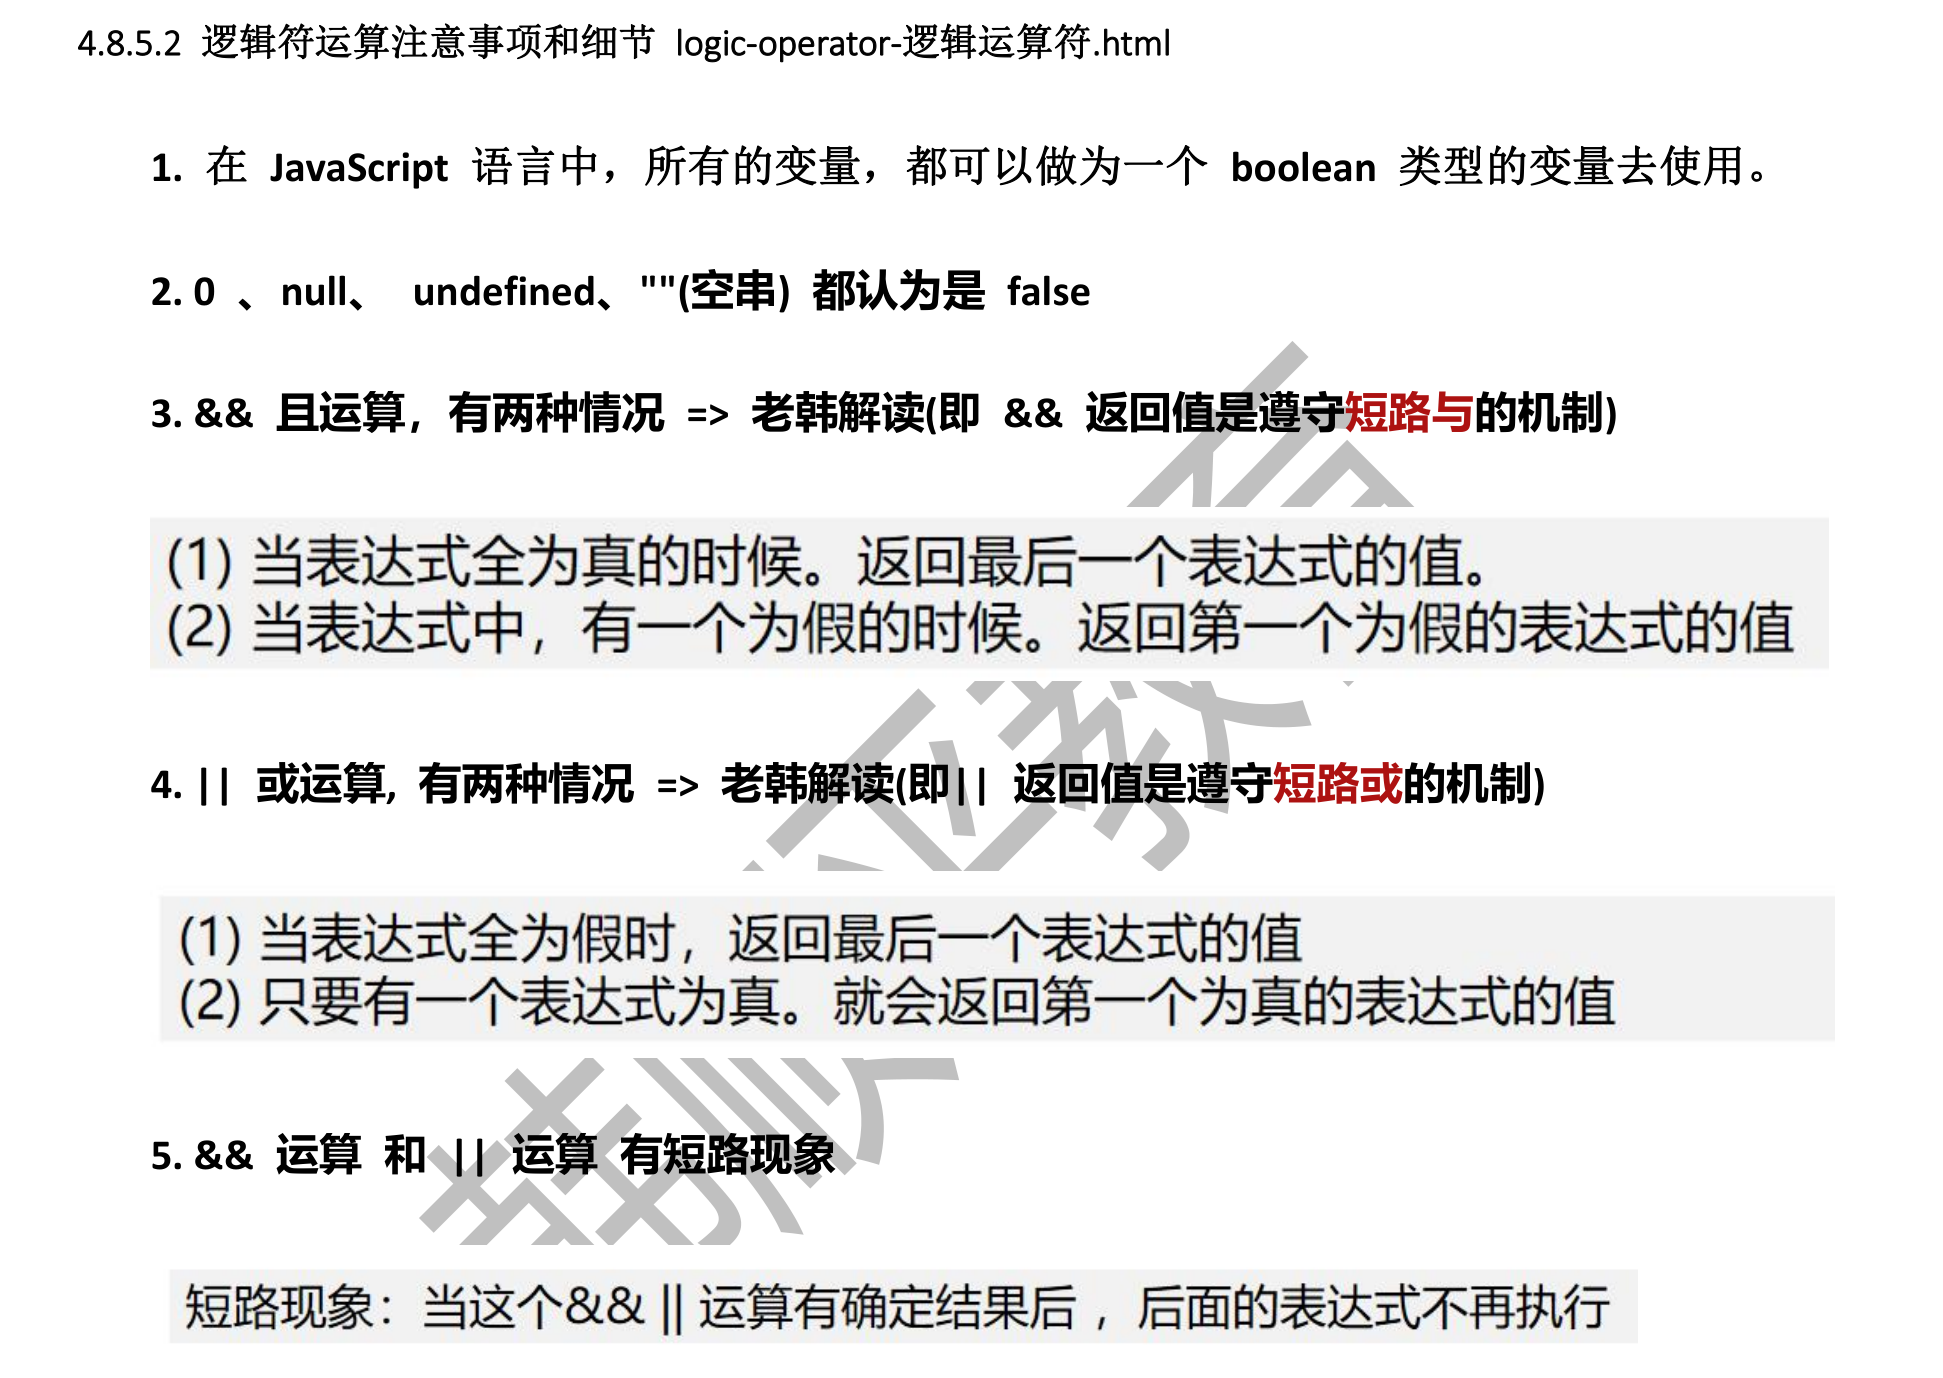 4.8.5.2 逻辑符运算注意事项和细节 logic-operator-逻辑运算符.html
1. 在 JavaScript 语言中，所有的变量，都可以做为一个 boolean 类型的变量去使用。
2. 0 、null、 undefined、""(空串) 都认为是 false
3. && 且运算，有两种情况 => 老韩解读(即 && 返回值是遵守短路与的机制)
(1) 当表达式全为真的时候。返回最后一个表达式的值。
(2) 当表达式中，有一个为假的时候。返回第一个为假的表达式的值
4. || 或运算, 有两种情况 => 老韩解读(即|| 返回值是遵守短路或的机制)
(1) 当表达式全为假时，返回最后一个表达式的值
(2) 只要有一个表达式为真。就会返回第一个为真的表达式的值
5. && 运算 和 || 运算 有短路现象
短路现象：当这个&& || 运算有确定结果后 ，后面的表达式不再执行